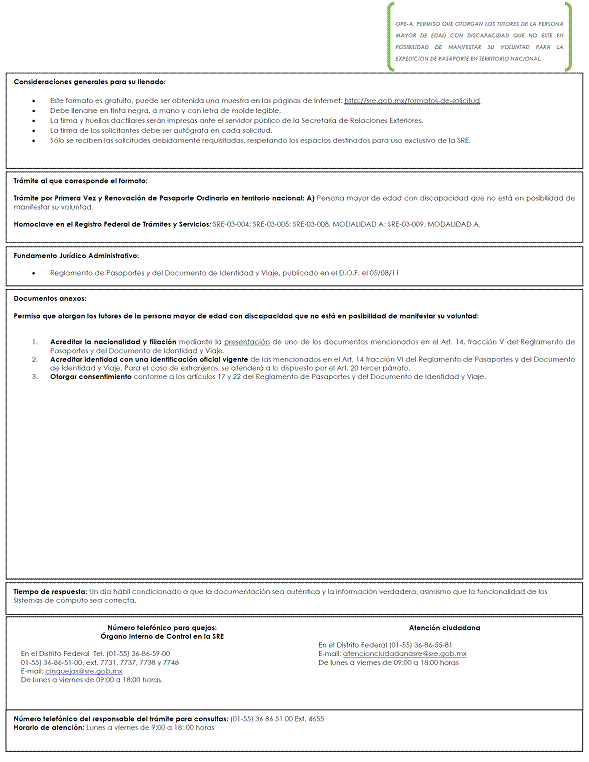 OP8-A. PERMISO QUE OTORGAN LOS TUTORES DE LA PERSONA
MAYOR DE EDAD CON DISCAPACIDAD QUE NO ESTE EN
POSIBILIDAD DE MANIFESTAR SU VOLUNTAD PARA LA
EXPEDICION DE PASAPORTE EN TERRITORIO NACIONAL.
Consideraciones generales para su llenado:
• Este formato es gratuito, puede ser obtenida una muestra en las páginas de Internet: http://sre.gob.mx/formatos-de-solicitud
• Debe llenarse en tinta negra, a mano y con letra de molde legible.
• La firma y huellas dactilares serán impresas ante el servidor público de la Secretaría de Relaciones Exteriores.
• La firma de los solicitantes debe ser autógrafa en cada solicitud.
• Sólo se reciben las solicitudes debidamente requisitadas, respetando los espacios destinados para uso exclusivo de la SRE.
Trámite al que corresponde el formato:
Trámite por Primera Vez y Renovación de Pasaporte Ordinario en territorio nacional: A) Persona mayor de edad con discapacidad que no está en posibilidad de
manifestar su voluntad.
Homoclave en el Registro Federal de Trámites y Servicios: SRE-03-004; SRE-03-005; SRE-03-008, MODALIDAD A; SRE-03-009, MODALIDAD A.
Fundamento Jurídico Administrativo:
• Reglamento de Pasaportes y del Documento de Identidad y Viaje, publicado en el D.O.F. el 05/08/11
Documentos anexos:
Permiso que otorgan los tutores de la persona mayor de edad con discapacidad que no está en posibilidad de manifestar su voluntad:
1. Acreditar la nacionalidad y filiación mediante la presentación de uno de los documentos mencionados en el Art. 14, fracción V del Reglamento de
Pasaportes y del Documento de Identidad y Viaje.
2. Acreditar identidad con una identificación oficial vigente de las mencionados en el Art. 14 fracción VI del Reglamento de Pasaportes y del Documento
de Identidad y Viaje. Para el caso de extranjeros, se atenderá a lo dispuesto por el Art. 20 tercer párrafo.
3. Otorgar consentimiento conforme a los artículos 17 y 22 del Reglamento de Pasaportes y del Documento de Identidad y Viaje.
Tiempo de respuesta: Un día hábil condicionado a que la documentación sea auténtica y la información verdadera, asimismo que la funcionalidad de los
Sistemas de cómputo sea correcta.
Número telefónico para quejas:
Órgano Interno de Control en la SRE
En el Distrito Federal Tel. (01-55) 36-86-59-00
01-55) 36-86-51-00, ext. 7731, 7737, 7738 y 7748
E-mail: cinquejas@sre.gob.mx
De lunes a viernes de 09:00 a 18:00 horas
Atención ciudadana
En el Distrito Federal (01-55) 36-86-55-81
E-mail: atencionciudadanasre@sre.gob.mx
De lunes a viernes de 09:00 a 18:00 horas
Número telefónico del responsable del trámite para consultas: (01-55) 36 86 51 00 Ext. 4655
Horario de atención: Lunes a viernes de 9:00 a 18: 00 horas